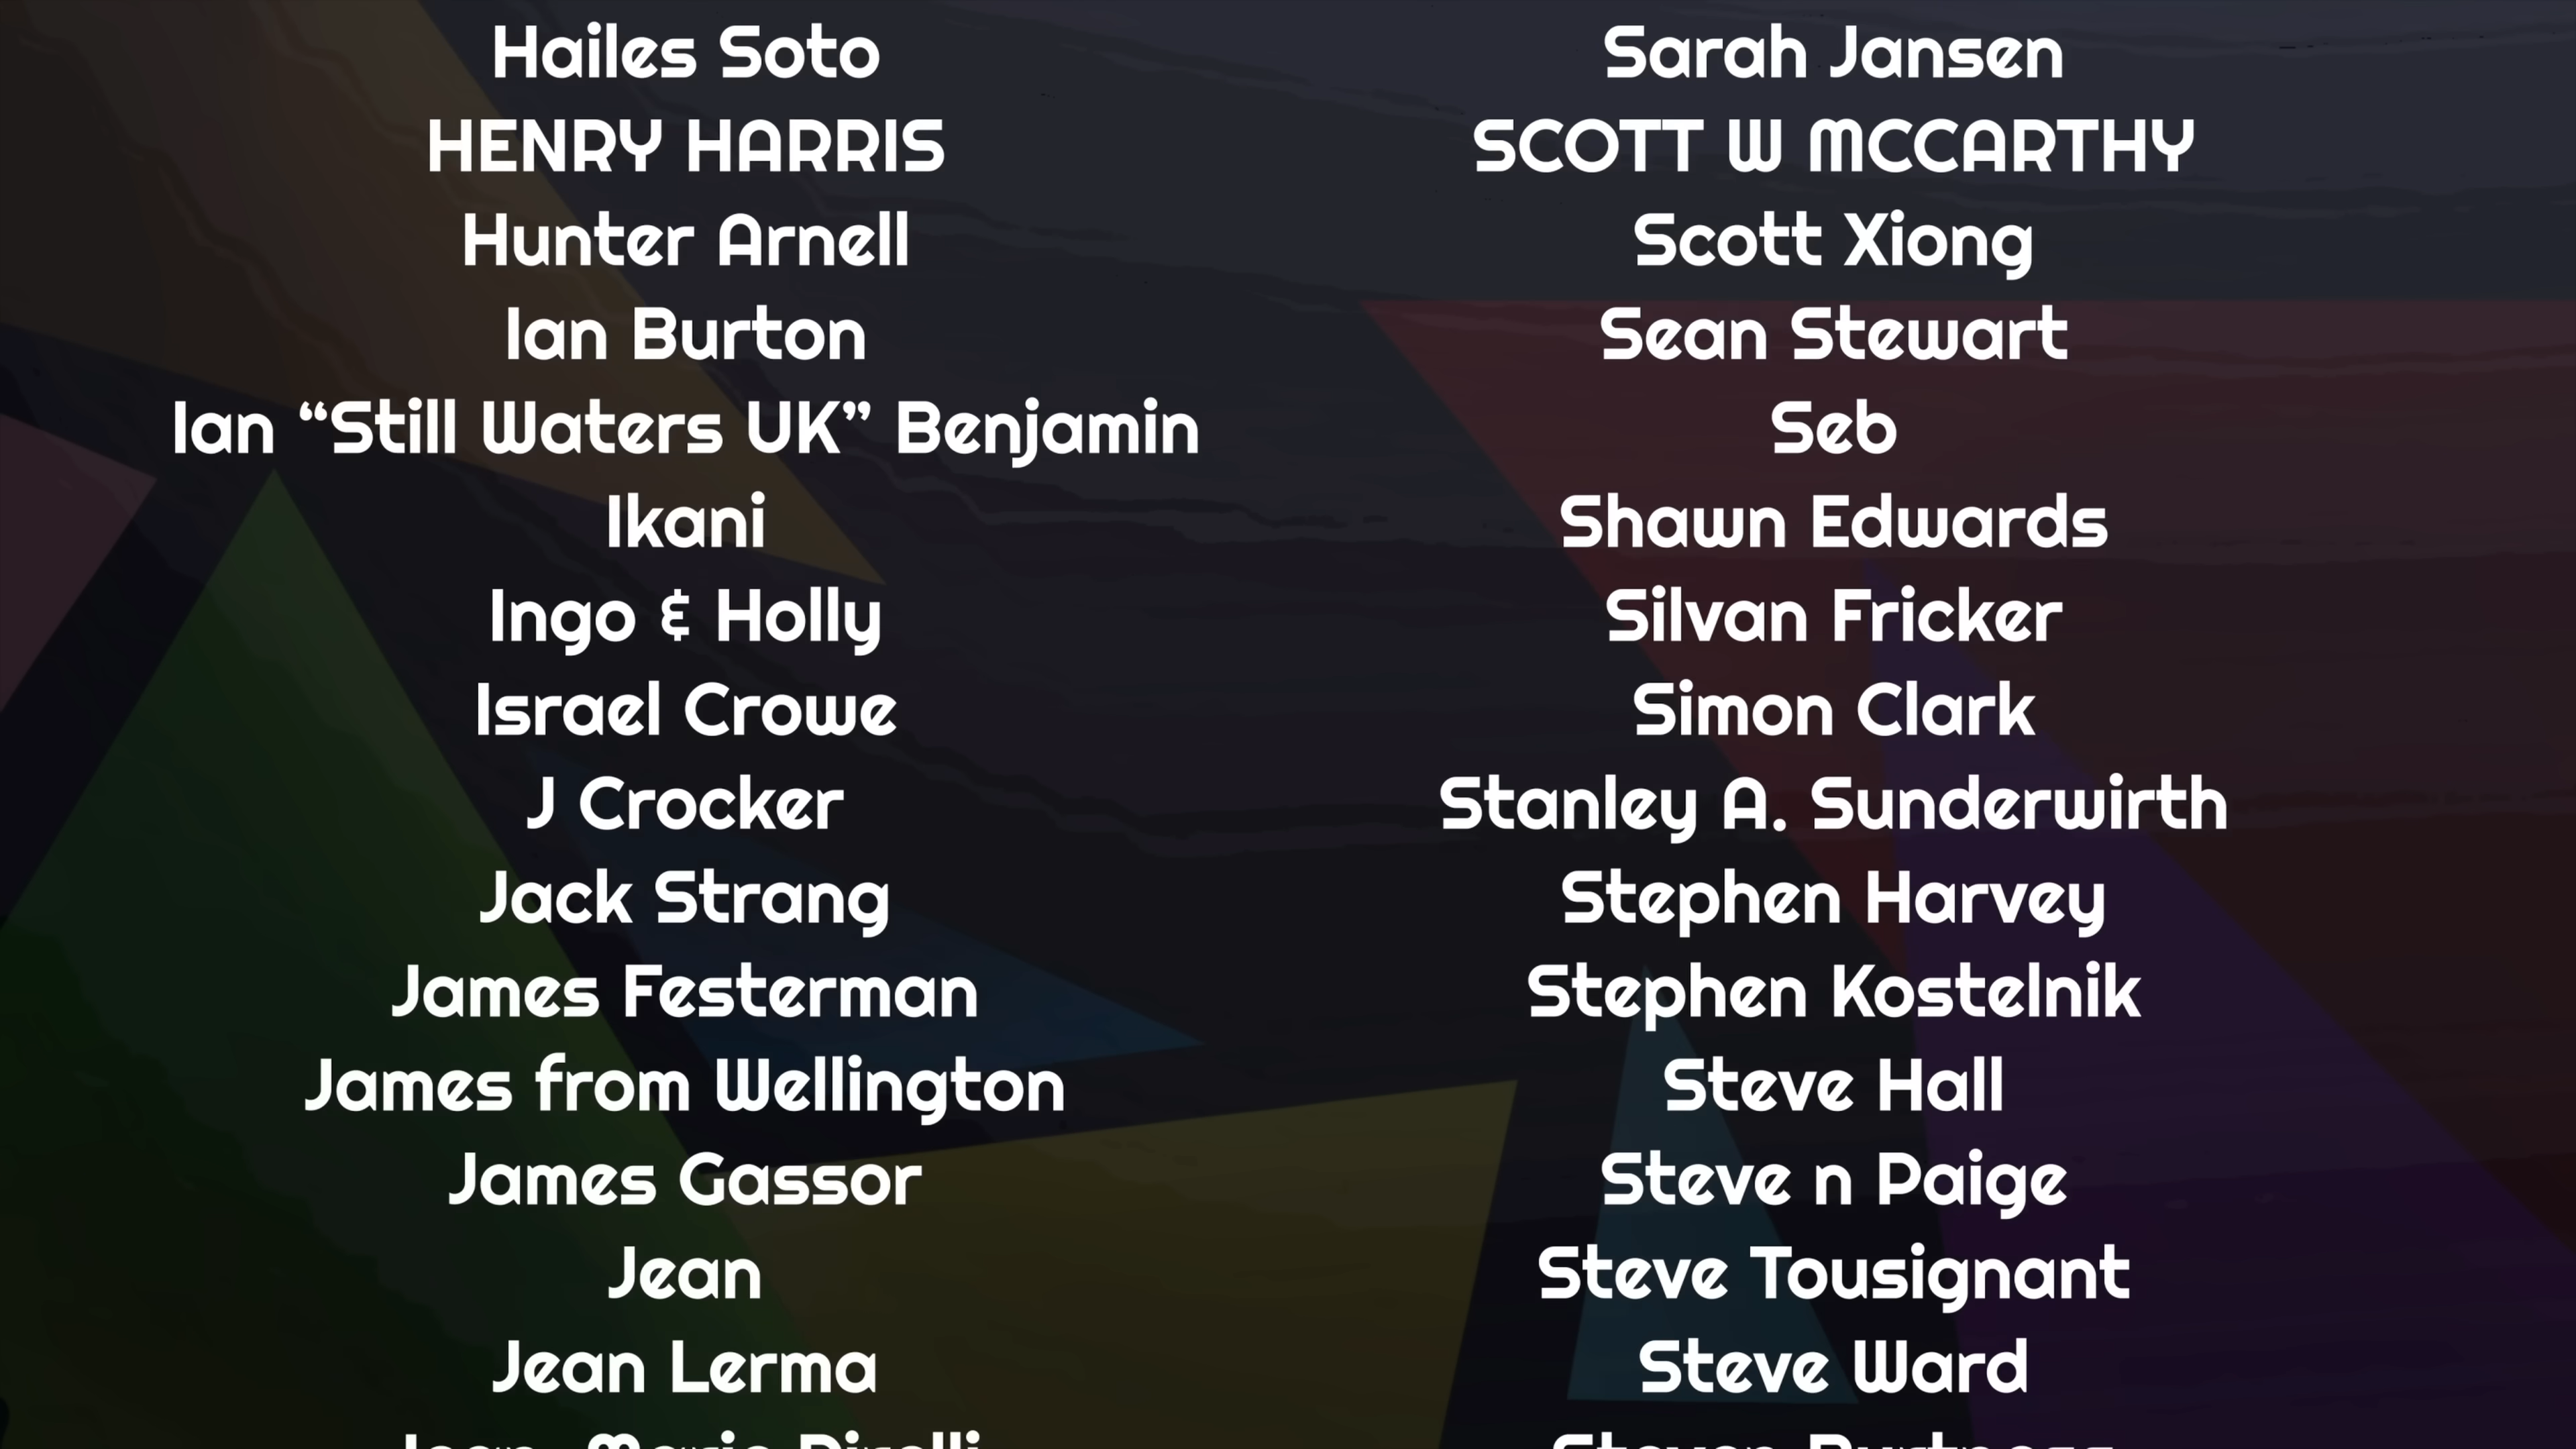 Hailes Soto
HENRY HARRIS
Hunter Arnell
Ian Burton
Ian “Still Waters UK” Benjamin
Ikani
Ingo & Holly
Israel Crowe
J Crocker
Jack Strang
James Festerman
James from Wellington
James Gassor
Jean
Jean Lerma
Sarah Jansen
SCOTT W MCCARTHY
Scott Xiong
Sean Stewart
Seb
Shawn Edwards
Silvan Fricker
Simon Clark
Stanley A. Sunderwirth
Stephen Harvey
Stephen Kostelnik
Steve Hall
Steve n Paige
Steve Tousignant
Steve Ward